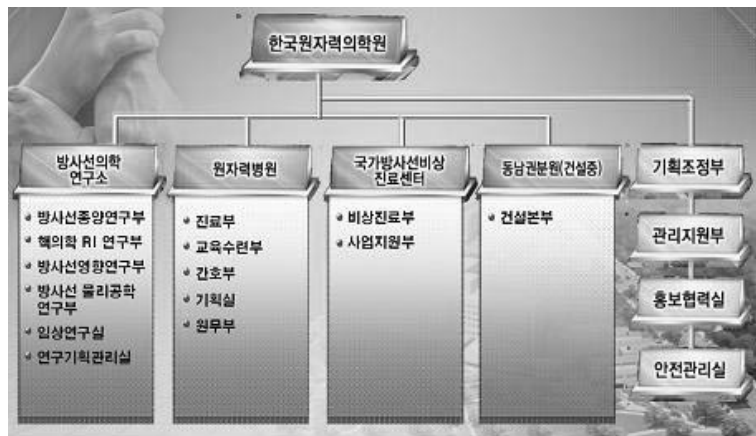 한국원자력의학원
방사선의학
연구소
방사선종양연구부
핵의학 RI 연구부
방사선영향연구부
방사선 물리공학
연구부
임상연구실
연구기획관리실
원자력병원
진료부
교육수련부
간호부
기획실
원무부
국가방사선비상
진료센터
비상진료부
사업지원부
동남권분원(건설중)
건설본부
기획조정부
관리지원부
홍보협력실
안전관리실